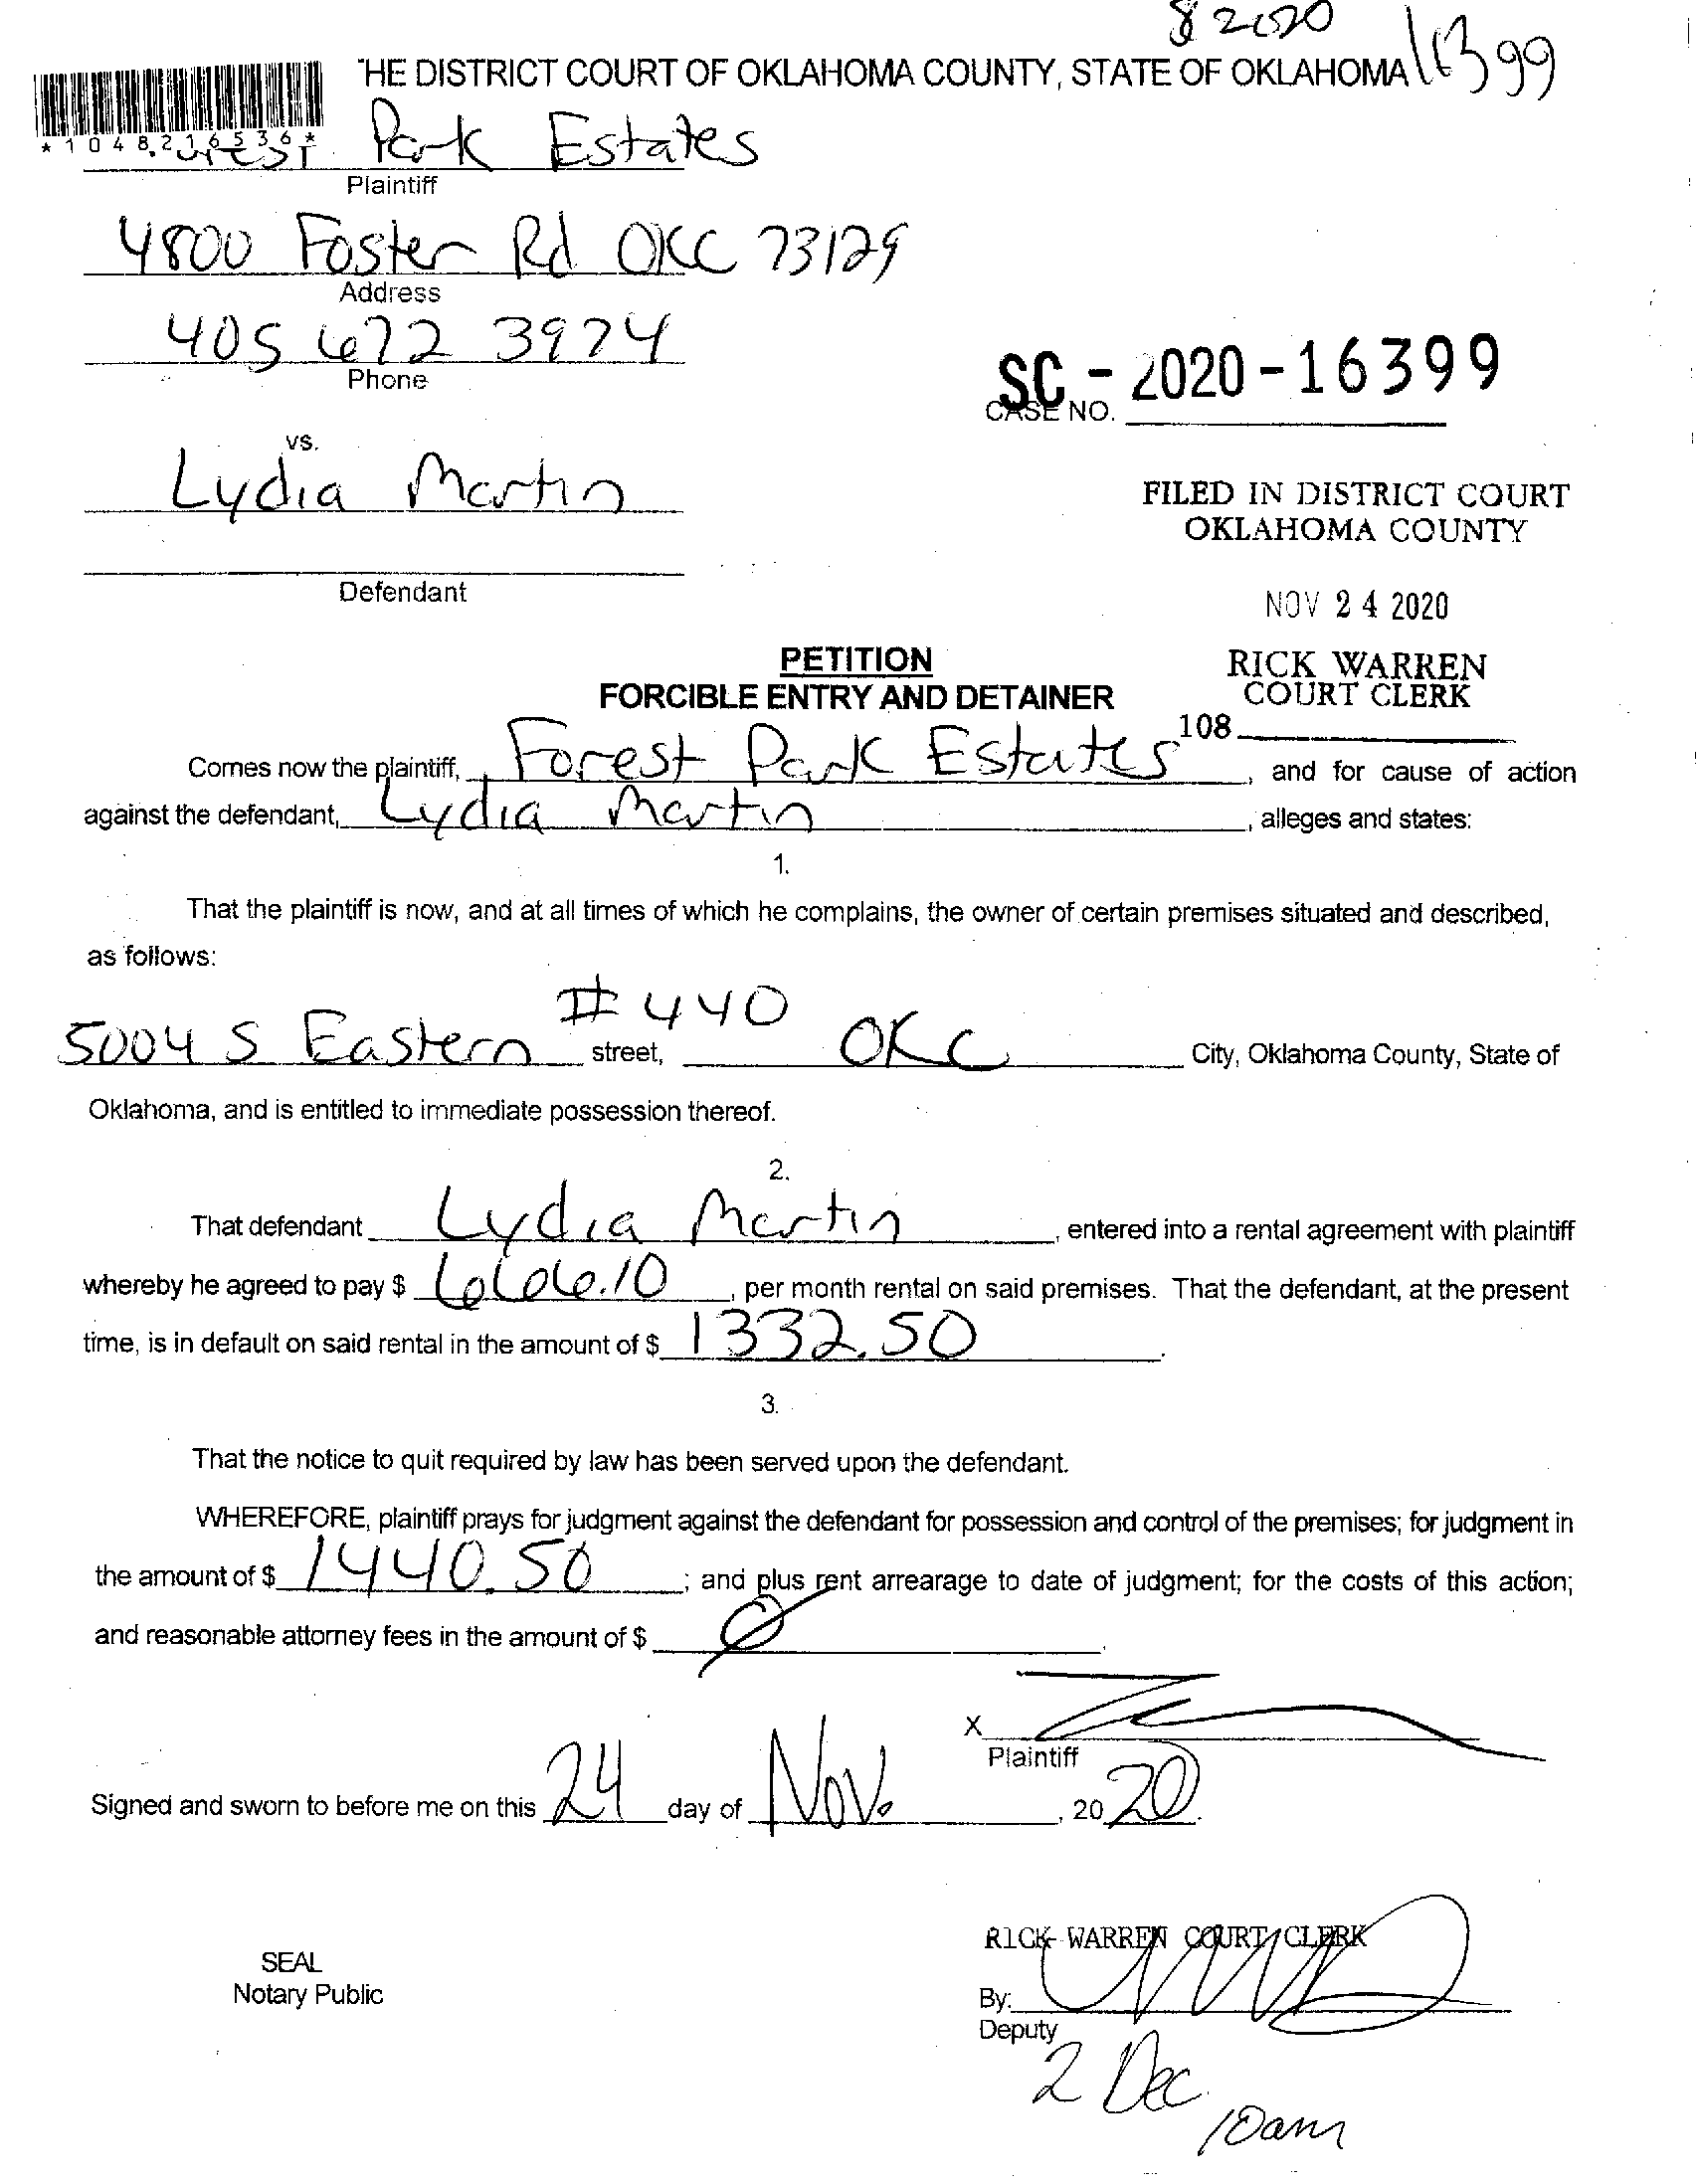 8 2020
16399
THE DISTRICT COURT OF OKLAHOMA COUNTY, STATE OF OKLAHOMA
*1048216536*
Park Estates
Plaintiff
4800 Foster Rd OKC 73129
Address
405 672 3974
Phone
SC-2020-16399
CASE NO.
vs.
Lydia Martin
FILED IN DISTRICT COURT
OKLAHOMA COUNTY
Defendant
NOV 24 2020
PETITION
RICK WARREN
FORCIBLE ENTRY AND DETAINER
COURT CLERK
108
Comes now the plaintiff, Forest Park Estates, and for cause of action
against the defendant, Lydia Martin, alleges and states:
1.
That the plaintiff is now, and at all times of which he complains, the owner of certain premises situated and described,
as follows:
5004 S Eastern #440 street, OKC City, Oklahoma County, State of
Oklahoma, and is entitled to immediate possession thereof.
2.
That defendant Lydia Martin, entered into a rental agreement with plaintiff
whereby he agreed to pay $ 666.10, per month rental on said premises. That the defendant, at the present
time, is in default on said rental in the amount of $ 1332.50.
3.
That the notice to quit required by law has been served upon the defendant.
WHEREFORE, plaintiff prays for judgment against the defendant for possession and control of the premises; for judgment in
the amount of $ 1440.50; and plus rent arrearage to date of judgment; for the costs of this action;
and reasonable attorney fees in the amount of $ 0.
X
Plaintiff
Signed and sworn to before me on this 24 day of Nov., 20 20.
RICK WARREN COURT CLERK
SEAL
Notary Public
By:
Deputy
2 Dec.
10am